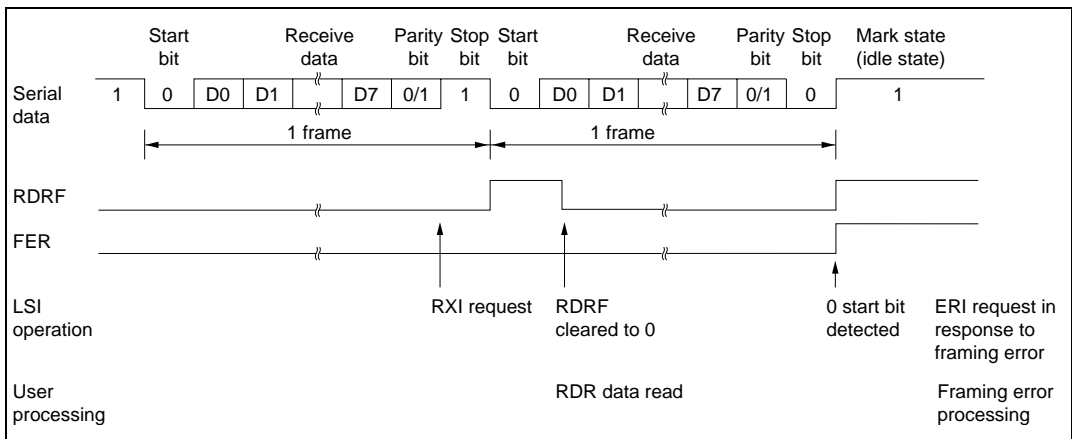 Start bit
Receive data
Parity bit
Stop bit
Start bit
Receive data
Parity bit
Stop bit
Mark state (idle state)
Serial data
1
0
D0
D1
D7
0/1
1
0
D0
D1
D7
0/1
0
1
1 frame
1 frame
RDRF
FER
LSI operation
RXI request
RDRF cleared to 0
0 start bit detected
ERI request in response to framing error
User processing
RDR data read
Framing error processing